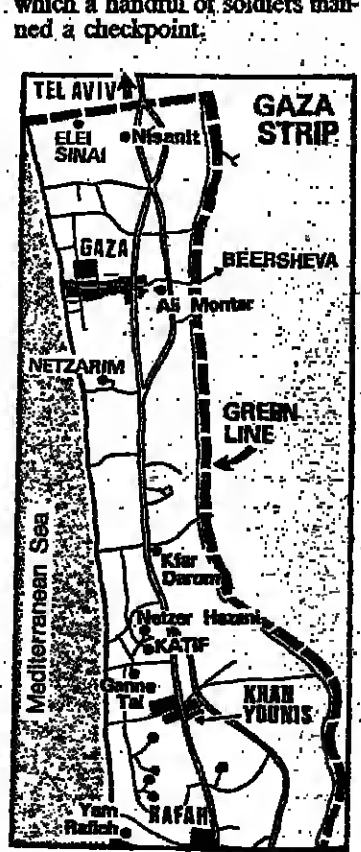 which a handful of soldiers man-
ned a checkpoint.
TEL AVIV
GAZA
STRIP
ELEI
SINAI
Nisanit
GAZA
BEERSHEVA
Ali Montar
NETZARIM
GREEN
LINE
Mediterranean Sea
Kfar
Darom
Netzer Hazani
KATIF
Ganne
Tal
KHAN
YOUNIS
Yam
Rafich
RAFAH